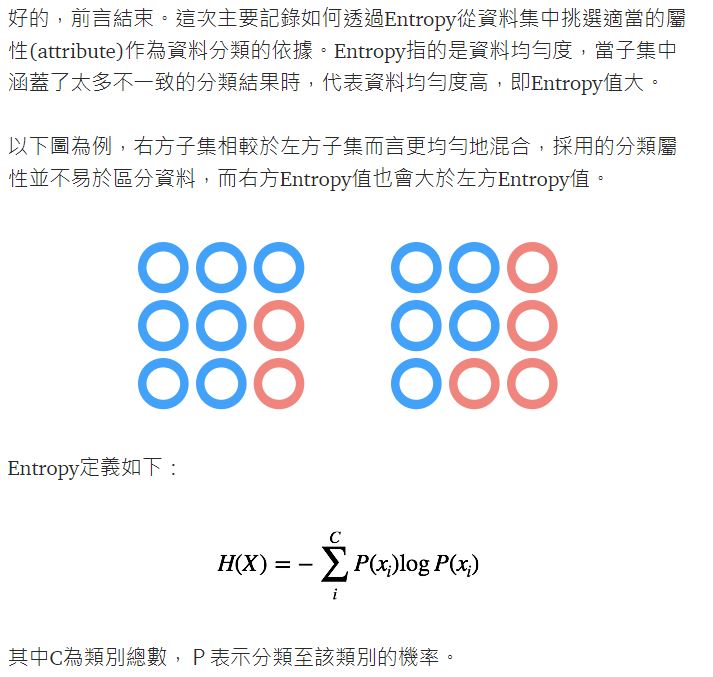 好的，前言結束。這次主要記錄如何透過Entropy從資料集中挑選適當的屬
性(attribute)作為資料分類的依據。Entropy指的是資料均勻度，當子集中
涵蓋了太多不一致的分類結果時，代表資料均勻度高，即Entropy值大。
以下圖為例，右方子集相較於左方子集而言更均勻地混合，採用的分類屬
性並不易於區分資料，而右方Entropy值也會大於左方Entropy值。
Entropy定義如下：
H(X) = − ∑_i^C P(x_i)log P(x_i)
其中C為類別總數，Ｐ表示分類至該類別的機率。